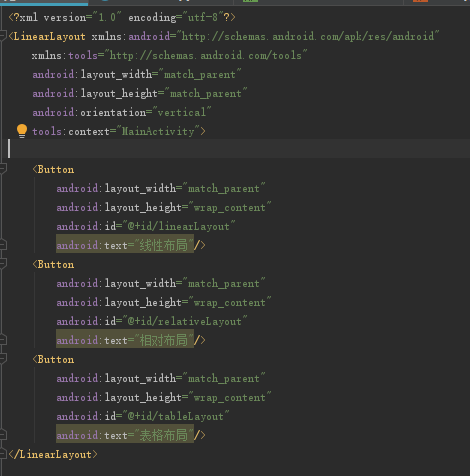 <?xml version="1.0" encoding="utf-8"?>
<LinearLayout xmlns:android="http://schemas.android.com/apk/res/android"
    xmlns:tools="http://schemas.android.com/tools"
    android:layout_width="match_parent"
    android:layout_height="match_parent"
    android:orientation="vertical"
    tools:context="MainActivity">

    <Button
        android:layout_width="match_parent"
        android:layout_height="wrap_content"
        android:id="@+id/linearLayout"
        android:text="线性布局"/>
    <Button
        android:layout_width="match_parent"
        android:layout_height="wrap_content"
        android:id="@+id/relativeLayout"
        android:text="相对布局"/>
    <Button
        android:layout_width="match_parent"
        android:layout_height="wrap_content"
        android:id="@+id/tableLayout"
        android:text="表格布局"/>
</LinearLayout>